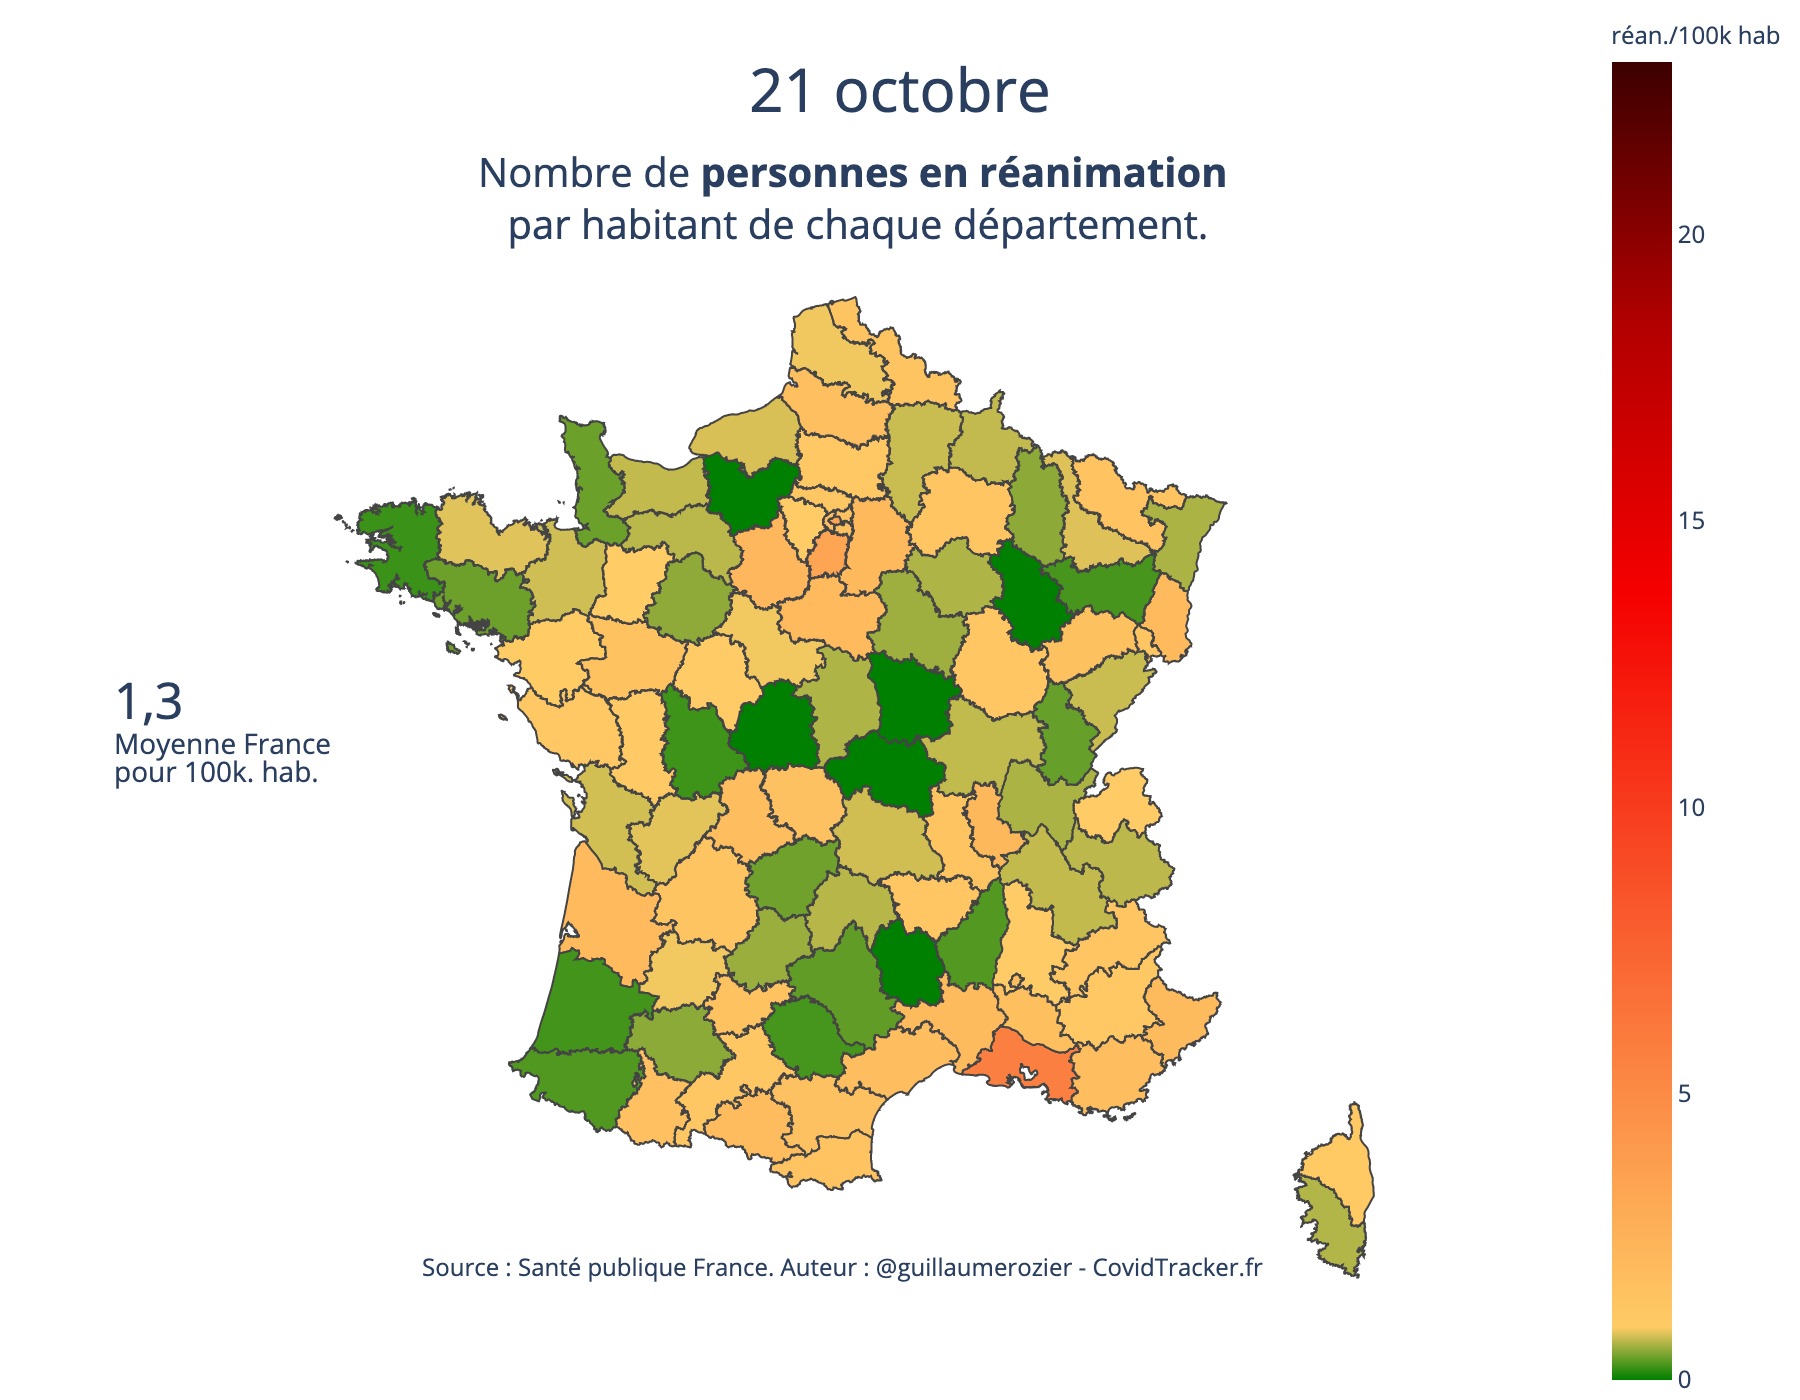 réan./100k hab
21 octobre
Nombre de personnes en réanimation
par habitant de chaque département.
20
15
1,3
Moyenne France
pour 100k. hab.
10
5
Source : Santé publique France. Auteur : @guillaumerozier - CovidTracker.fr
0